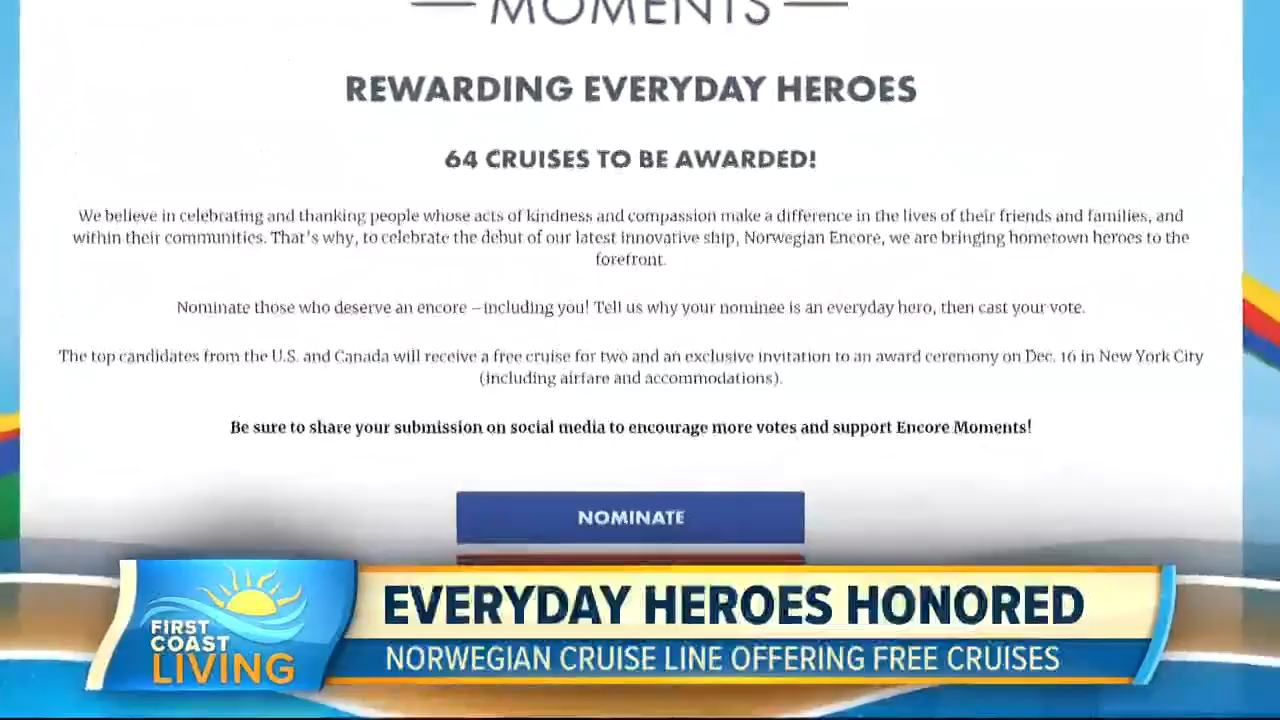 MOMENTS
REWARDING EVERYDAY HEROES
64 CRUISES TO BE AWARDED!
We believe in celebrating and thanking people whose acts of kindness and compassion make a difference in the lives of their friends and families, and
within their communities. That's why, to celebrate the debut of our latest innovative ship, Norwegian Encore, we are bringing hometown heroes to the
forefront.
Nominate those who deserve an encore – including you! Tell us why your nominee is an everyday hero, then cast your vote.
The top candidates from the U.S. and Canada will receive a free cruise for two and an exclusive invitation to an award ceremony on Dec. 16 in New York City
(including airfare and accommodations).
Be sure to share your submission on social media to encourage more votes and support Encore Moments!
NOMINATE
FIRST
COAST
LIVING
EVERYDAY HEROES HONORED
NORWEGIAN CRUISE LINE OFFERING FREE CRUISES